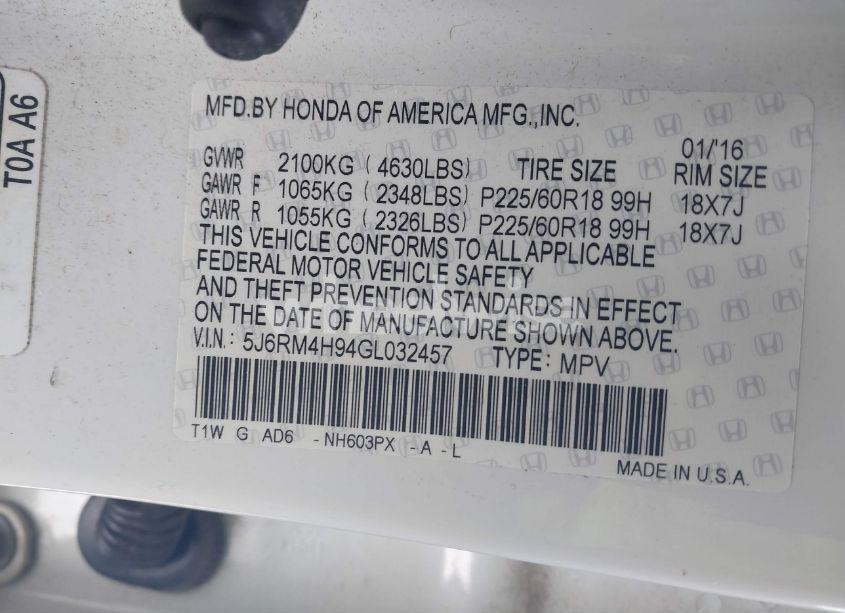 T0A A6
MFD.BY HONDA OF AMERICA MFG.,INC.
01/'16
GVWR 2100KG ( 4630LBS) TIRE SIZE RIM SIZE
GAWR F 1065KG ( 2348LBS) P225/60R18 99H 18X7J
GAWR R 1055KG ( 2326LBS) P225/60R18 99H 18X7J
THIS VEHICLE CONFORMS TO ALL APPLICABLE
FEDERAL MOTOR VEHICLE SAFETY
AND THEFT PREVENTION STANDARDS IN EFFECT
ON THE DATE OF MANUFACTURE SHOWN ABOVE.
V.I.N.: 5J6RM4H94GL032457 TYPE: MPV
T1W G AD6 -NH603PX -A -L
MADE IN U.S.A.